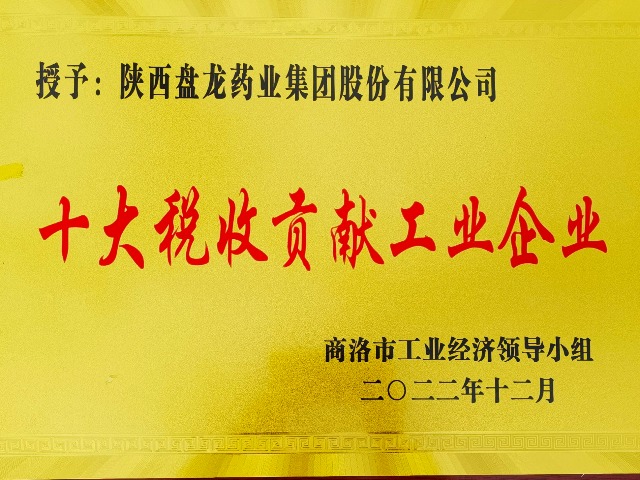 授予：陕西盘龙药业集团股份有限公司
十大税收贡献工业企业
商洛市工业经济领导小组
二〇二二年十二月